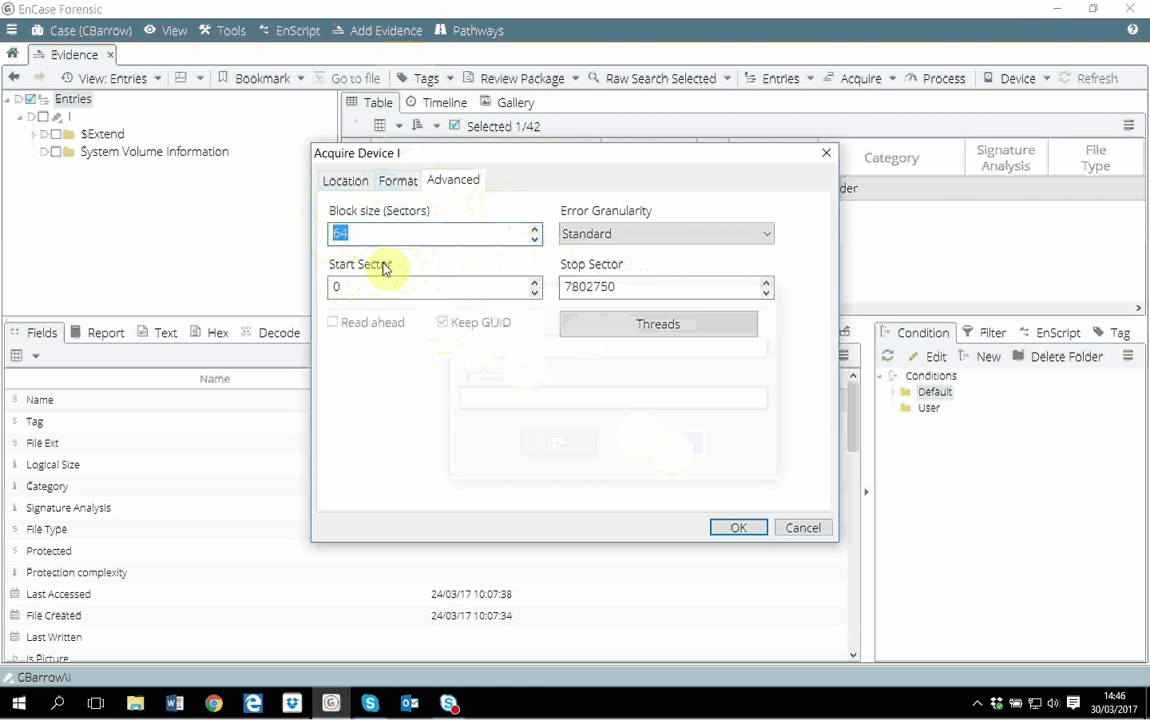 EnCase Forensic
Case (CBarrow) View Tools EnScript Add Evidence Pathways
Evidence
View: Entries Bookmark Go to file Tags Review Package Raw Search Selected Entries Acquire Process Device Refresh
Entries
I
$Extend
System Volume Information
Table Timeline Gallery
Selected 1/42
Category Signature Analysis File Type
der
Acquire Device I
Location Format Advanced
Block size (Sectors) Error Granularity
64 Standard
Start Sector Stop Sector
0 7802750
Read ahead Keep GUID Threads
OK Cancel
Fields Report Text Hex Decode
Name
Name
Tag
File Ext
Logical Size
Category
Signature Analysis
File Type
Protected
Protection complexity
Last Accessed 24/03/17 10:07:38
File Created 24/03/17 10:07:34
Last Written
Is Picture
Condition Filter EnScript Tag
Edit New Delete Folder
Conditions
Default
User
CBarrow\I
14:46
30/03/2017